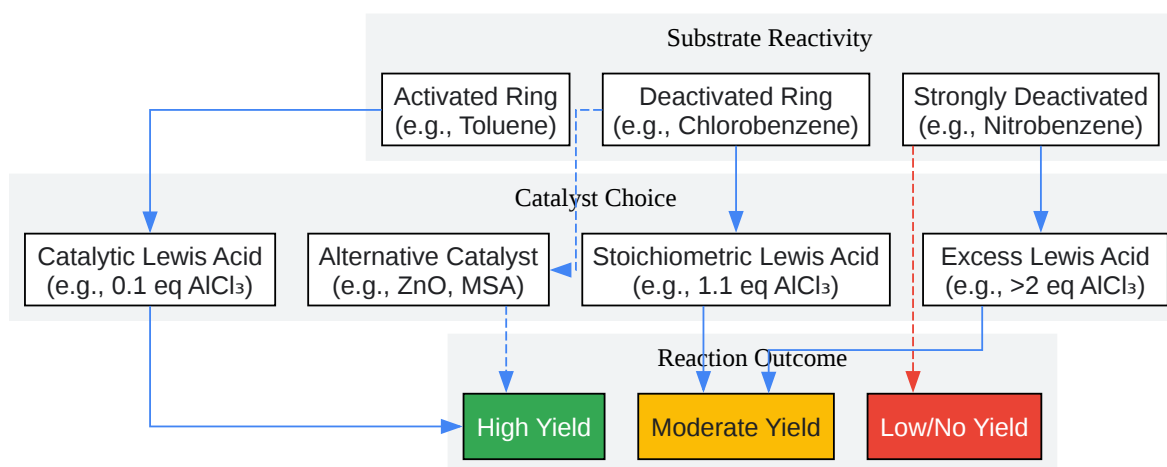 Substrate Reactivity
Activated Ring
(e.g., Toluene)
Deactivated Ring
(e.g., Chlorobenzene)
Strongly Deactivated
(e.g., Nitrobenzene)
Catalyst Choice
Catalytic Lewis Acid
(e.g., 0.1 eq AlCl₃)
Alternative Catalyst
(e.g., ZnO, MSA)
Stoichiometric Lewis Acid
(e.g., 1.1 eq AlCl₃)
Excess Lewis Acid
(e.g., >2 eq AlCl₃)
Reaction Outcome
High Yield
Moderate Yield
Low/No Yield